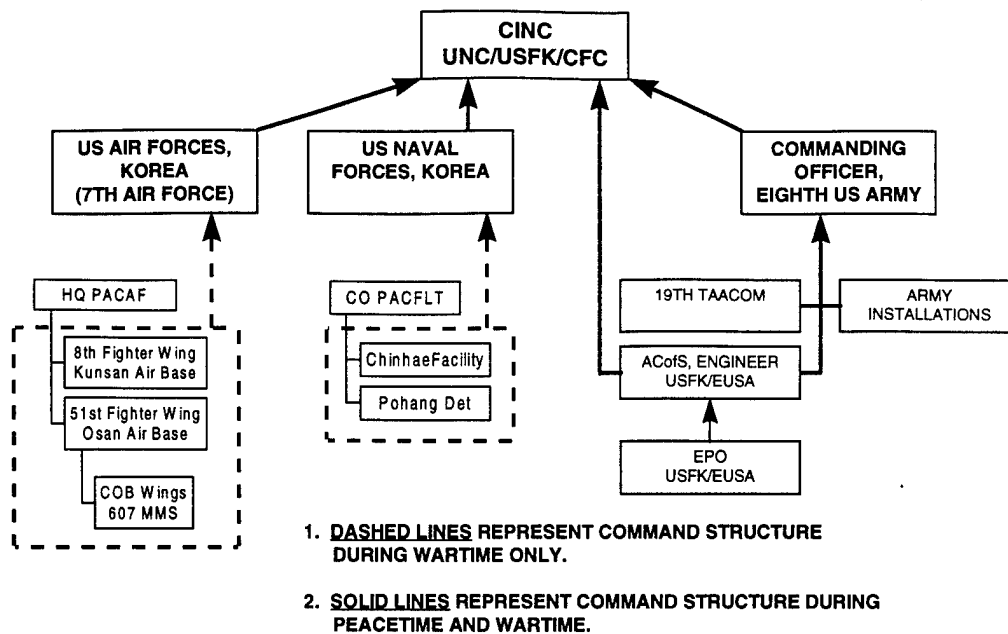 CINC
UNC/USFK/CFC
US AIR FORCES,
KOREA
(7TH AIR FORCE)
US NAVAL
FORCES, KOREA
COMMANDING
OFFICER,
EIGHTH US ARMY
HQ PACAF
8th Fighter Wing
Kunsan Air Base
51st Fighter Wing
Osan Air Base
COB Wings
607 MMS
CO PACFLT
ChinhaeFacility
Pohang Det
19TH TAACOM
ARMY
INSTALLATIONS
ACofS, ENGINEER
USFK/EUSA
EPO
USFK/EUSA
1. DASHED LINES REPRESENT COMMAND STRUCTURE
DURING WARTIME ONLY.
2. SOLID LINES REPRESENT COMMAND STRUCTURE DURING
PEACETIME AND WARTIME.